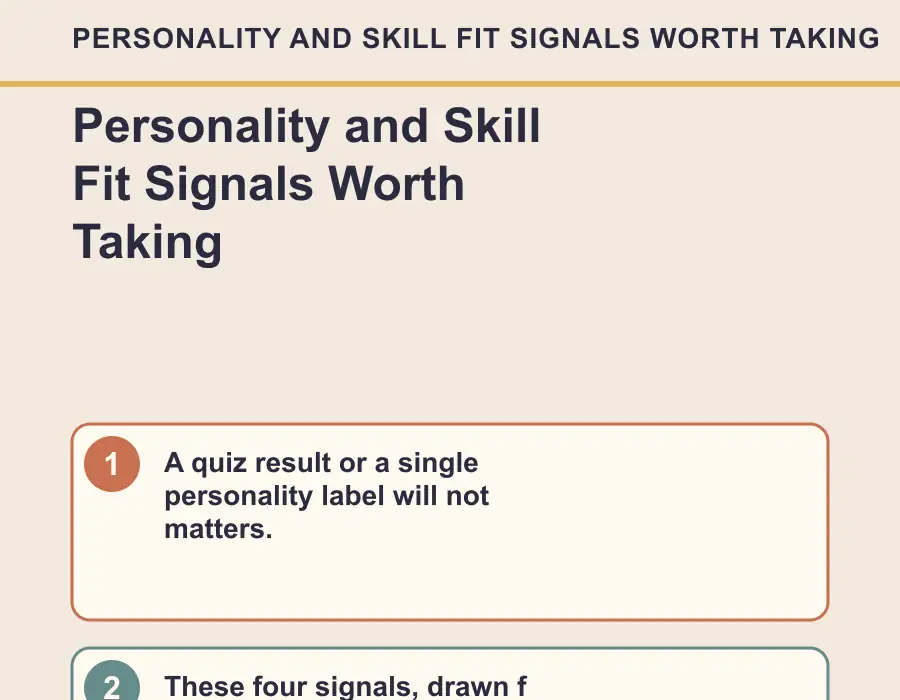 PERSONALITY AND SKILL FIT SIGNALS WORTH TAKING
Personality and Skill
Fit Signals Worth
Taking
1
A quiz result or a single
personality label will not
matters.
2
These four signals, drawn f